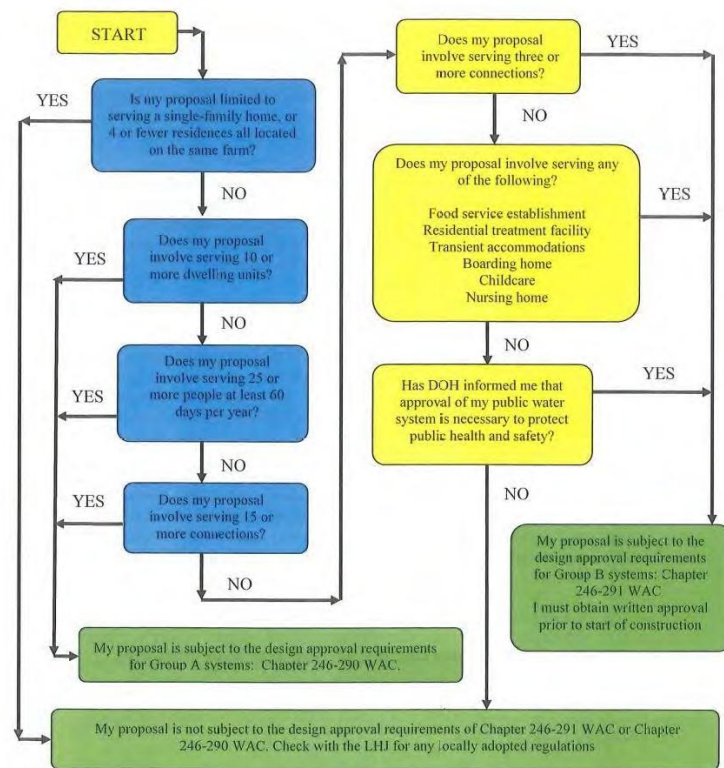 START
YES
Is my proposal limited to
serving a single-family home, or
4 or fewer residences all located
on the same farm?
NO
YES
Does my proposal
involve serving 10 or
more dwelling units?
NO
Does my proposal
involve serving 25 or
more people at least 60
days per year?
YES
NO
YES
Does my proposal
involve serving 15 or
more connections?
NO
My proposal is subject to the design approval requirements
for Group A systems: Chapter 246-290 WAC.
Does my proposal
involve serving three or
more connections?
YES
NO
Does my proposal involve serving any
of the following?
Food service establishment
Residential treatment facility
Transient accommodations
Boarding home
Childcare
Nursing home
YES
NO
Has DOH informed me that
approval of my public water
system is necessary to protect
public health and safety?
YES
NO
My proposal is subject to the
design approval requirements
for Group B systems: Chapter
246-291 WAC
I must obtain written approval
prior to start of construction
My proposal is not subject to the design approval requirements of Chapter 246-291 WAC or Chapter
246-290 WAC. Check with the LHJ for any locally adopted regulations